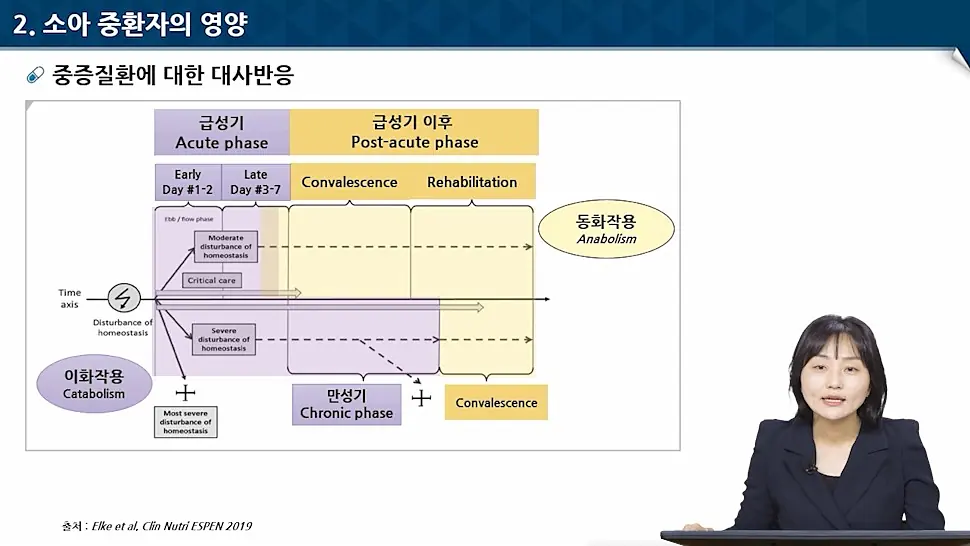 2. 소아 중환자의 영양
중증질환에 대한 대사반응
급성기
Acute phase
급성기 이후
Post-acute phase
Early
Day #1-2
Late
Day #3-7
Convalescence
Rehabilitation
Ebb / flow phase
동화작용
Anabolism
Moderate
disturbance of
homeostasis
Critical care
Time
axis
Disturbance of
homeostasis
Severe
disturbance of
homeostasis
이화작용
Catabolism
만성기
Chronic phase
Convalescence
Most severe
disturbance of
homeostasis
출처 : Elke et al, Clin Nutri ESPEN 2019